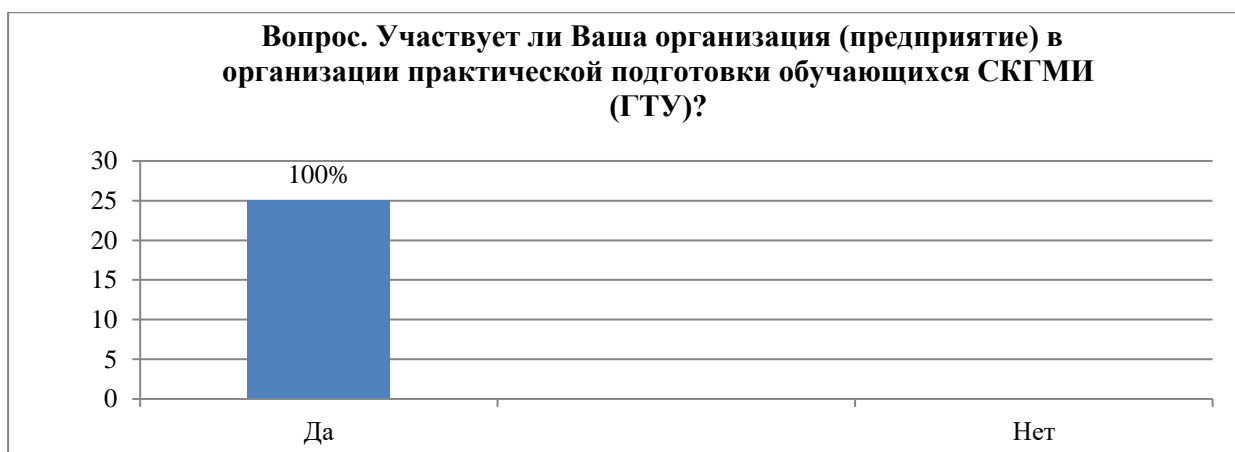 Вопрос. Участвует ли Ваша организация (предприятие) в
организации практической подготовки обучающихся СКГМИ
(ГТУ)?
30
100%
25
20
15
10
5
0
Да
Нет